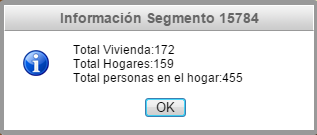 Información Segmento 15784
Total Vivienda:172
Total Hogares:159
Total personas en el hogar:455
OK